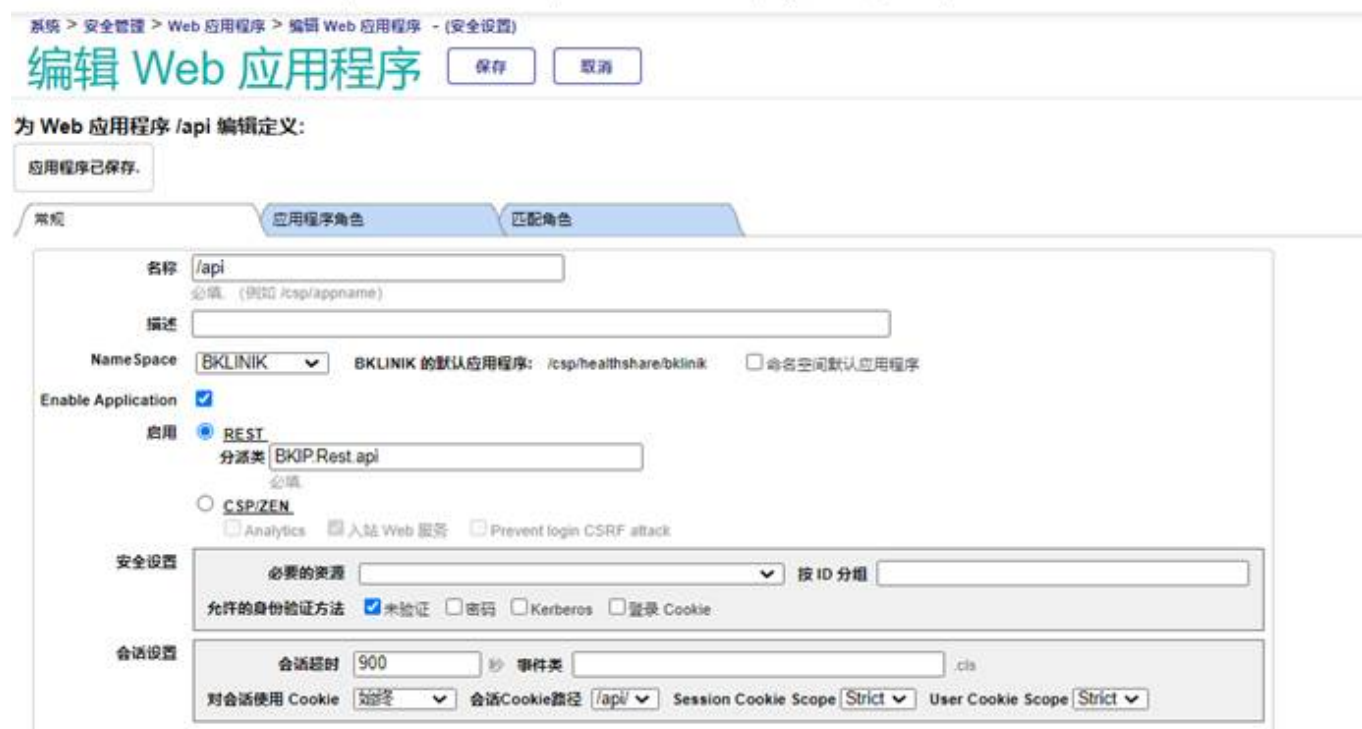 系统 > 安全管理 > Web 应用程序 > 编辑 Web 应用程序 - (安全设置)
编辑 Web 应用程序 保存 取消
为 Web 应用程序 /api 编辑定义:
应用程序已保存.
常规 应用程序角色 匹配角色
名称 /api
必填. (例如 /csp/appname)
描述
NameSpace BKLINIK BKLINIK 的默认应用程序: /csp/healthshare/bklinik 命名空间默认应用程序
Enable Application
启用 REST
分派类 BKIP.Rest.api
必填.
CSP/ZEN
Analytics 入站 Web 服务 Prevent login CSRF attack
安全设置 必要的资源 按 ID 分组
允许的身份验证方法 未验证 密码 Kerberos 登录 Cookie
会话设置 会话超时 900 秒 事件类 .cls
对会话使用 Cookie 始终 会话Cookie路径 /api/ Session Cookie Scope Strict User Cookie Scope Strict